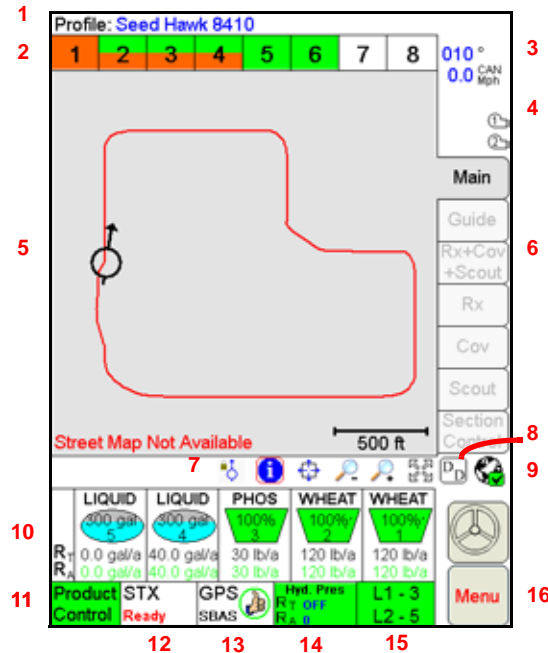 1
Profile: Seed Hawk 8410
2
1 2 3 4 5 6 7 8
010 °
3
0.0 CAN Mph
4
1
2
Main
5
Guide
6
Rx+Cov
+Scout
Rx
Cov
Scout
Section
Control
8
Street Map Not Available
500 ft
7
i
D D
9
LIQUID LIQUID PHOS WHEAT WHEAT
300 gal 300 gal 100% 100% 100%
5 4 3 2 1
10
RT 0.0 gal/a 40.0 gal/a 30 lb/a 120 lb/a 120 lb/a
RA 0.0 gal/a 40.0 gal/a 30 lb/a 120 lb/a 120 lb/a
11
Product
Control
STX
Ready
GPS
SBAS
Hyd. Pres
RT OFF
RA 0
L1 - 3
L2 - 5
Menu
16
12
13
14
15